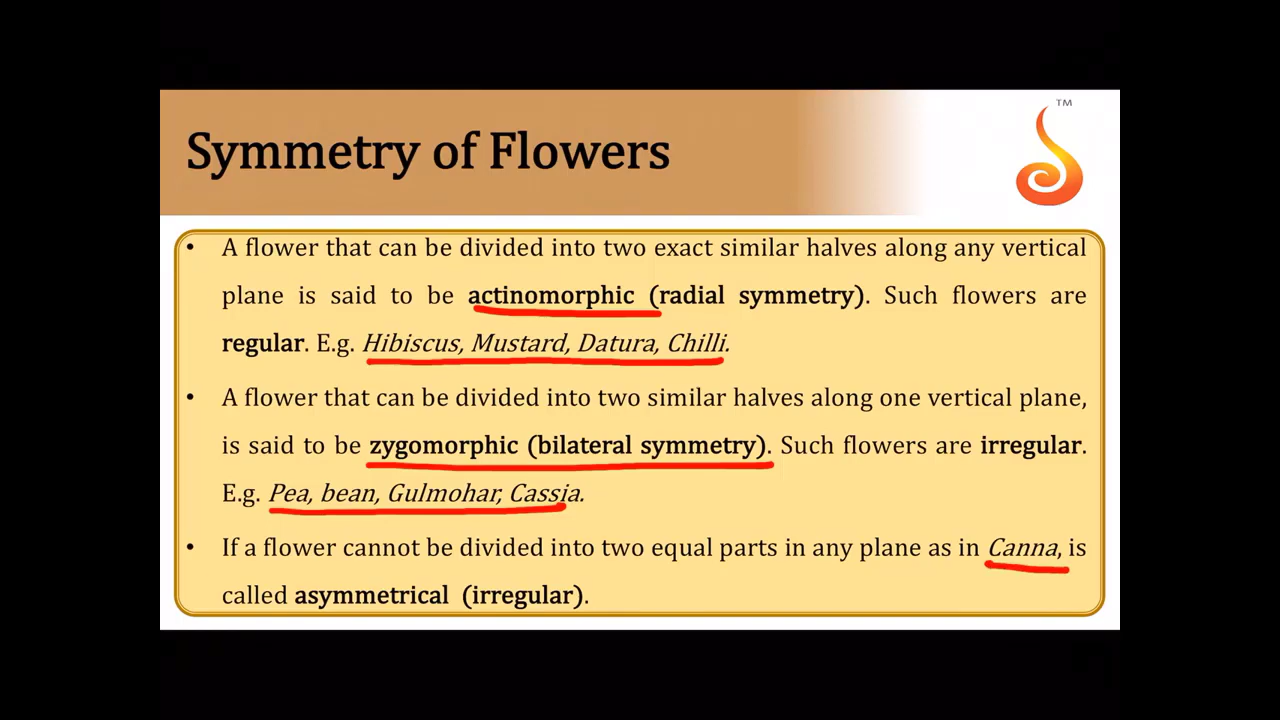 TM
Symmetry of Flowers
• A flower that can be divided into two exact similar halves along any vertical
plane is said to be actinomorphic (radial symmetry). Such flowers are
regular. E.g. Hibiscus, Mustard, Datura, Chilli.
• A flower that can be divided into two similar halves along one vertical plane,
is said to be zygomorphic (bilateral symmetry). Such flowers are irregular.
E.g. Pea, bean, Gulmohar, Cassia.
• If a flower cannot be divided into two equal parts in any plane as in Canna, is
called asymmetrical (irregular).